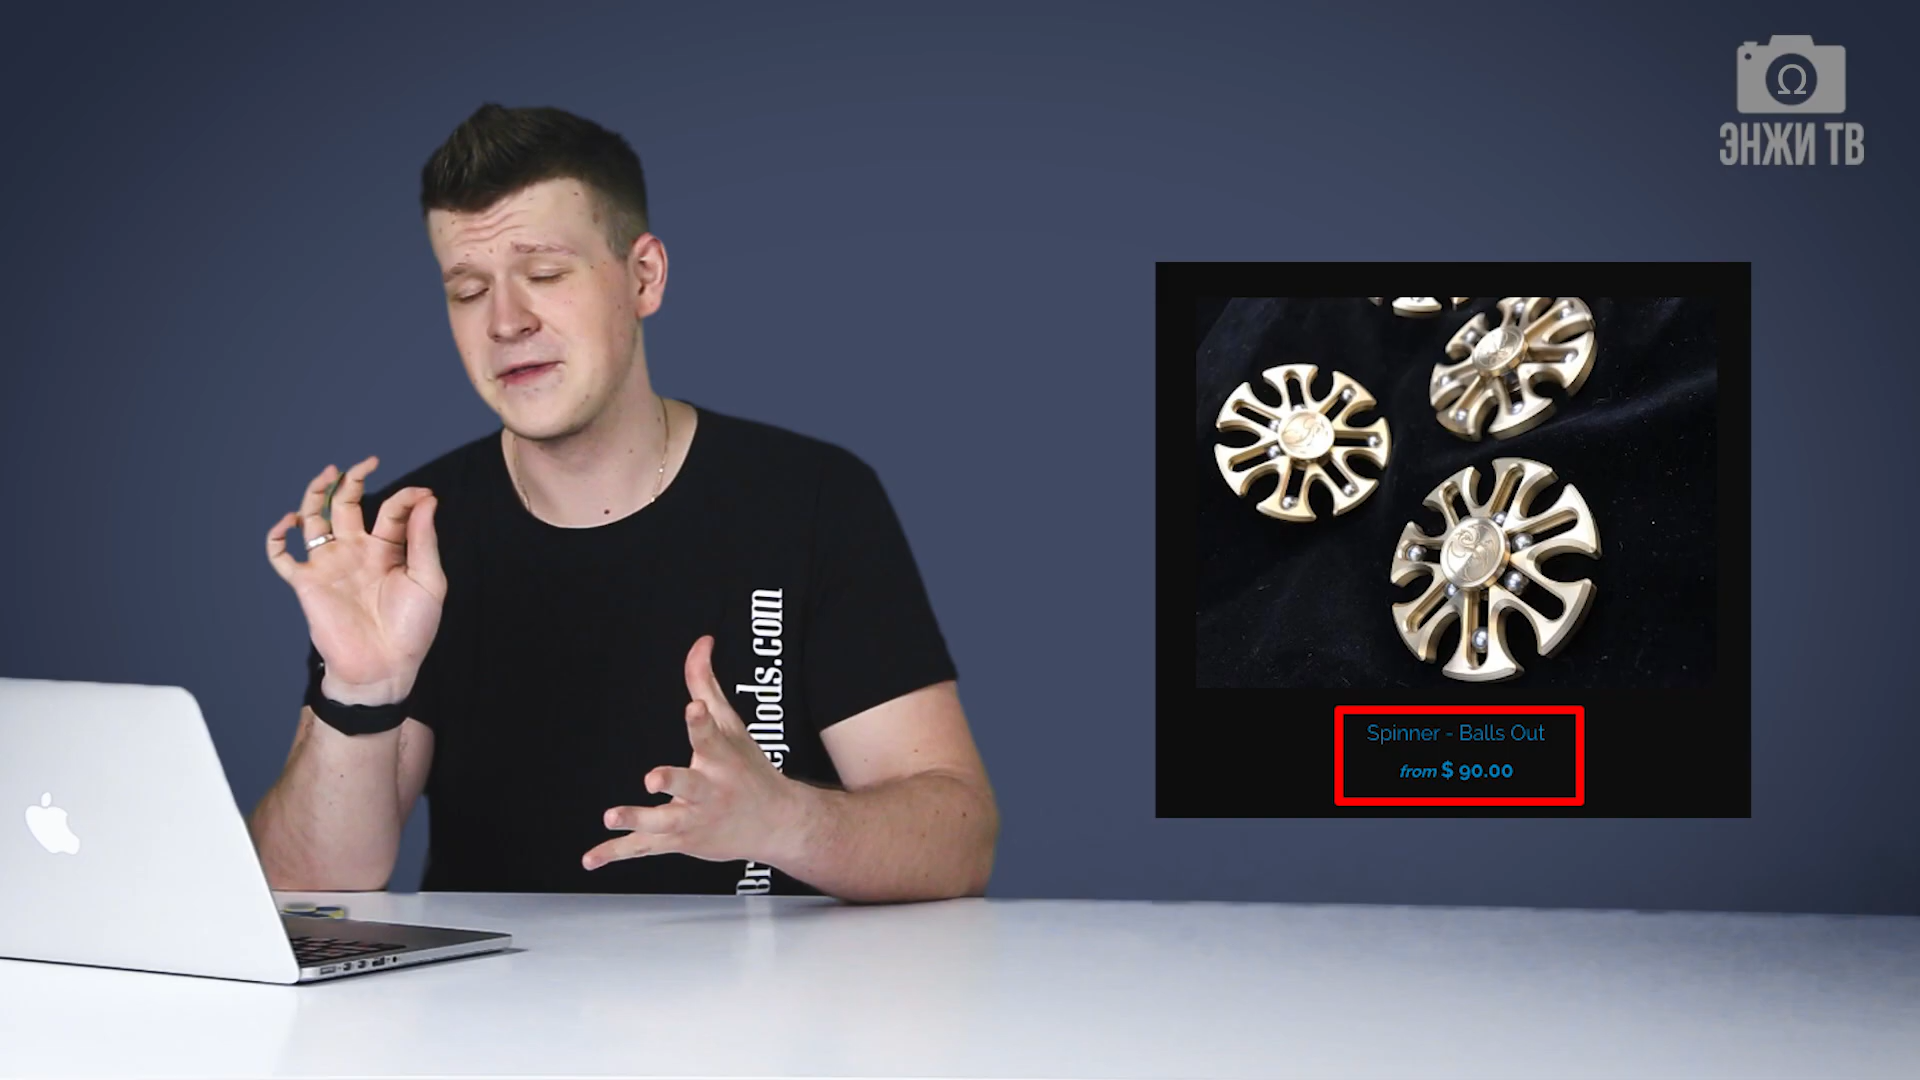 Ω
ЭНЖИ ТВ
Spinner - Balls Out
from $ 90.00